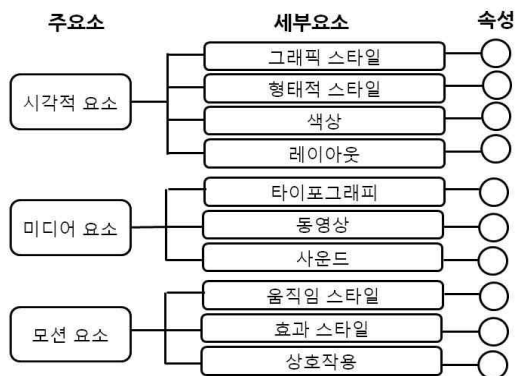 주요소 세부요소 속성
시각적 요소
그래픽 스타일
형태적 스타일
색상
레이아웃
미디어 요소
타이포그래피
동영상
사운드
모션 요소
움직임 스타일
효과 스타일
상호작용